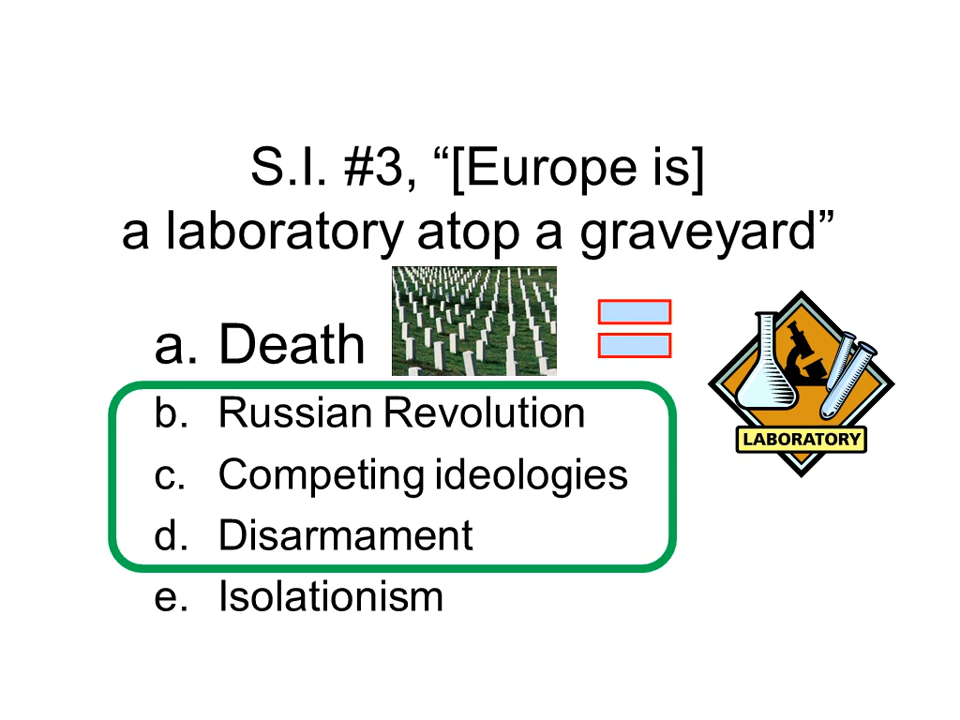 S.I. #3, “[Europe is]
a laboratory atop a graveyard”
a. Death
b. Russian Revolution
c. Competing ideologies
d. Disarmament
e. Isolationism
LABORATORY